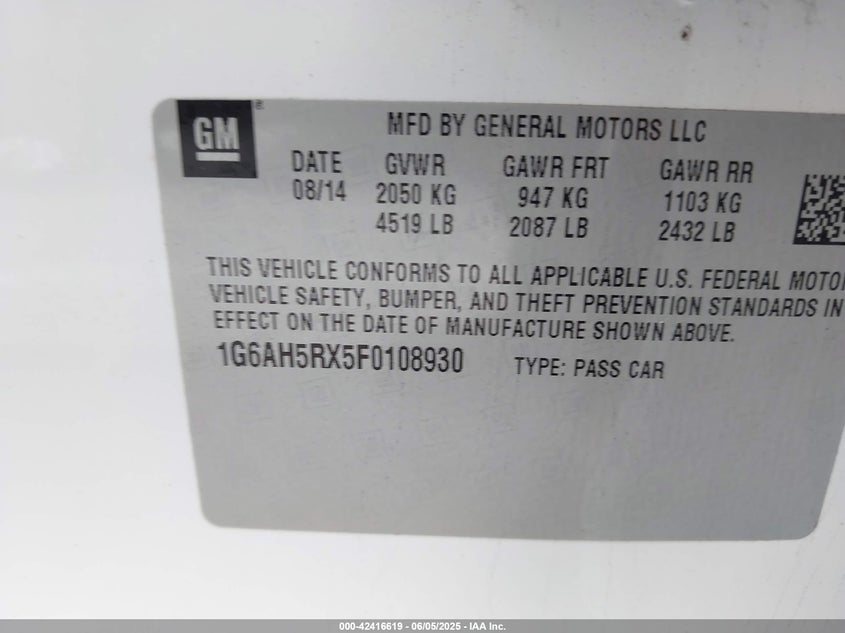 GM
®
MFD BY GENERAL MOTORS LLC
DATE GVWR GAWR FRT GAWR RR
08/14 2050 KG 947 KG 1103 KG
4519 LB 2087 LB 2432 LB
THIS VEHICLE CONFORMS TO ALL APPLICABLE U.S. FEDERAL MOTO
VEHICLE SAFETY, BUMPER, AND THEFT PREVENTION STANDARDS IN
EFFECT ON THE DATE OF MANUFACTURE SHOWN ABOVE.
1G6AH5RX5F0108930 TYPE: PASS CAR
000-42416619 - 06/05/2025 - IAA Inc.